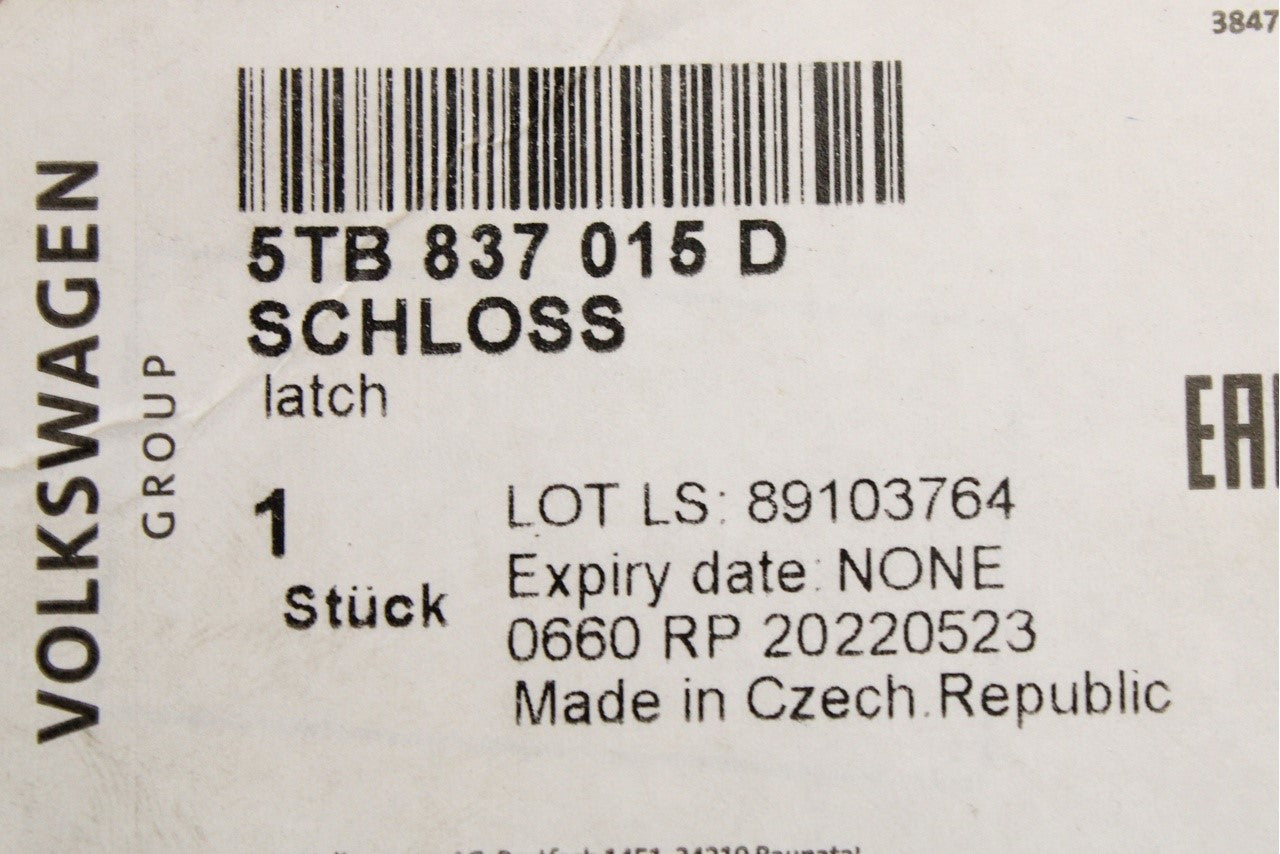 3847
5TB 837 015 D
SCHLOSS
latch
VOLKSWAGEN
GROUP
EAC
1
Stück
LOT LS: 89103764
Expiry date: NONE
0660 RP 20220523
Made in Czech Republic